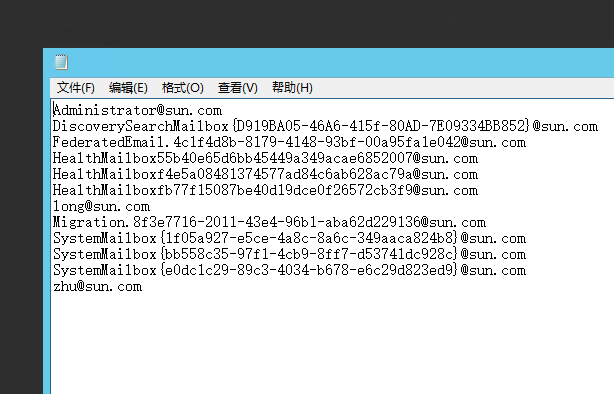 文件(F) 编辑(E) 格式(O) 查看(V) 帮助(H)
Administrator@sun.com
DiscoverySearchMailbox{D919BA05-46A6-415f-80AD-7E09334BB852}@sun.com
FederatedEmail.4c1f4d8b-8179-4148-93bf-00a95fa1e042@sun.com
HealthMailbox55b40e65d6bb45449a349acae6852007@sun.com
HealthMailboxf4e5a08481374577ad84c6ab628ac79a@sun.com
HealthMailboxfb77f15087be40d19dce0f26572cb3f9@sun.com
long@sun.com
Migration.8f3e7716-2011-43e4-96b1-aba62d229136@sun.com
SystemMailbox{1f05a927-e5ce-4a8c-8a6c-349aaca824b8}@sun.com
SystemMailbox{bb558c35-97f1-4cb9-8ff7-d53741dc928c}@sun.com
SystemMailbox{e0dc1c29-89c3-4034-b678-e6c29d823ed9}@sun.com
zhu@sun.com